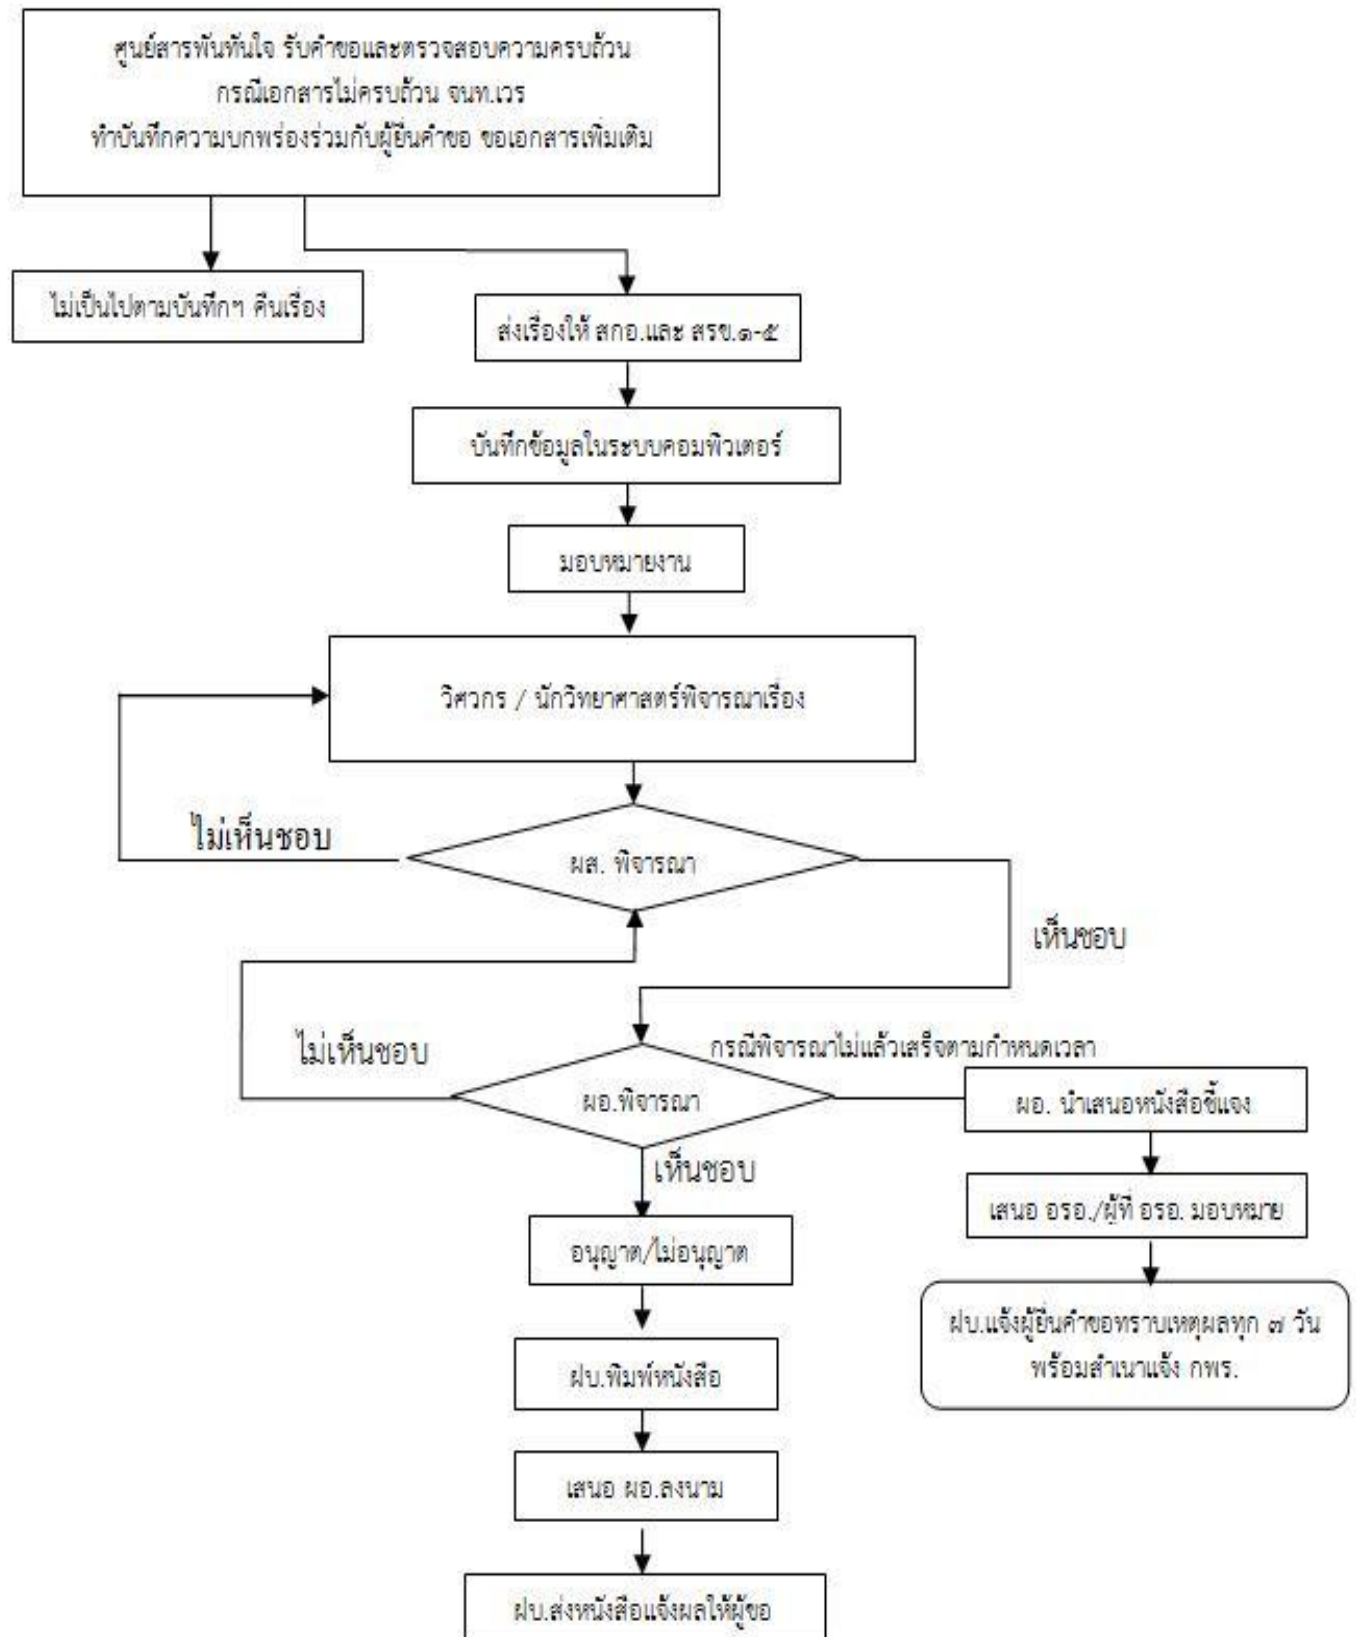 ศูนย์สารพันทันใจ รับคำขอและตรวจสอบความครบถ้วน
กรณีเอกสารไม่ครบถ้วน จนท.เวร
ทำบันทึกความบกพร่องร่วมกับผู้ยื่นคำขอ ขอเอกสารเพิ่มเติม
ไม่เป็นไปตามบันทึกฯ คืนเรื่อง
ส่งเรื่องให้ สกอ.และ สรข.๑-๕
บันทึกข้อมูลในระบบคอมพิวเตอร์
มอบหมายงาน
วิศวกร / นักวิทยาศาสตร์พิจารณาเรื่อง
ไม่เห็นชอบ
ผส. พิจารณา
เห็นชอบ
ไม่เห็นชอบ
กรณีพิจารณาไม่แล้วเสร็จตามกำหนดเวลา
ผอ.พิจารณา
ผอ. นำเสนอหนังสือชี้แจง
เห็นชอบ
เสนอ อรอ./ผู้ที่ อรอ. มอบหมาย
อนุญาต/ไม่อนุญาต
ฝบ.แจ้งผู้ยื่นคำขอทราบเหตุผลทุก ๗ วัน
พร้อมสำเนาแจ้ง กพร.
ฝบ.พิมพ์หนังสือ
เสนอ ผอ.ลงนาม
ฝบ.ส่งหนังสือแจ้งผลให้ผู้ขอ